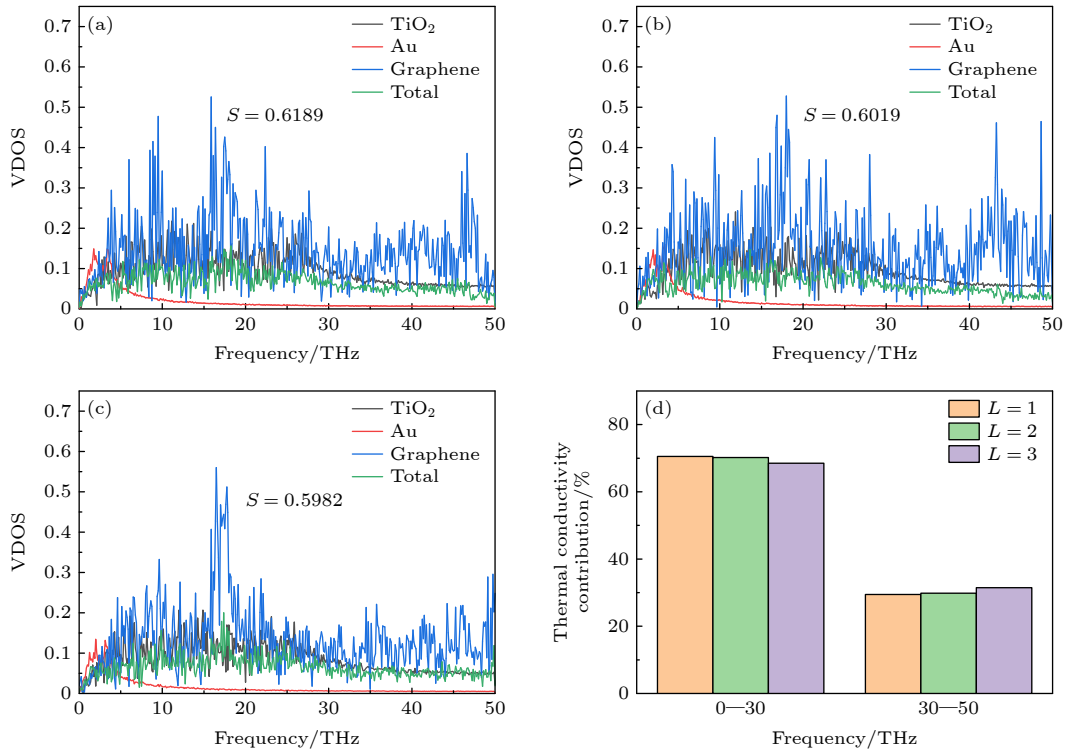 (a)
TiO₂
Au
Graphene
Total
S = 0.6189
0.7
0.6
0.5
0.4
0.3
0.2
0.1
0
VDOS
0 10 20 30 40 50
Frequency/THz
(b)
TiO₂
Au
Graphene
Total
S = 0.6019
0.7
0.6
0.5
0.4
0.3
0.2
0.1
0
VDOS
0 10 20 30 40 50
Frequency/THz
(c)
TiO₂
Au
Graphene
Total
S = 0.5982
0.7
0.6
0.5
0.4
0.3
0.2
0.1
0
VDOS
0 5 10 15 20 25 30 35 40 45 50
Frequency/THz
(d)
L = 1
L = 2
L = 3
80
60
40
20
0
Thermal conductivity
contribution/%
0—30 30—50
Frequency/THz